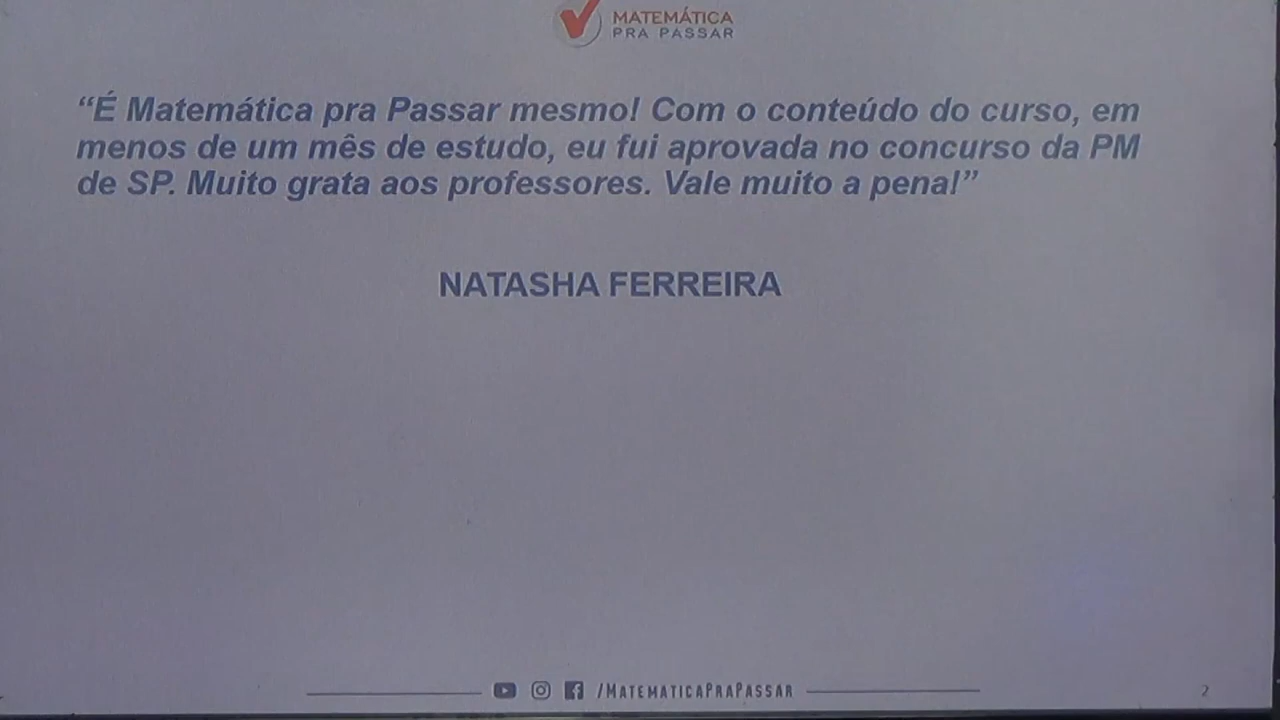 MATEMÁTICA
PRA PASSAR
“É Matemática pra Passar mesmo! Com o conteúdo do curso, em
menos de um mês de estudo, eu fui aprovada no concurso da PM
de SP. Muito grata aos professores. Vale muito a pena!”
NATASHA FERREIRA
/MATEMATICAPRAPASSAR
2